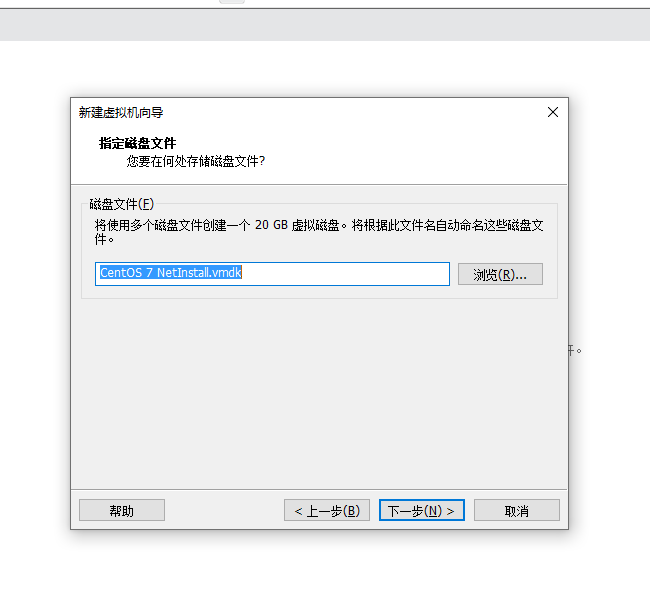 新建虚拟机向导
指定磁盘文件
您要在何处存储磁盘文件?
磁盘文件(F)
将使用多个磁盘文件创建一个 20 GB 虚拟磁盘。将根据此文件名自动命名这些磁盘文
件。
CentOS 7 NetInstall.vmdk
浏览(R)...
帮助
< 上一步(B)
下一步(N) >
取消